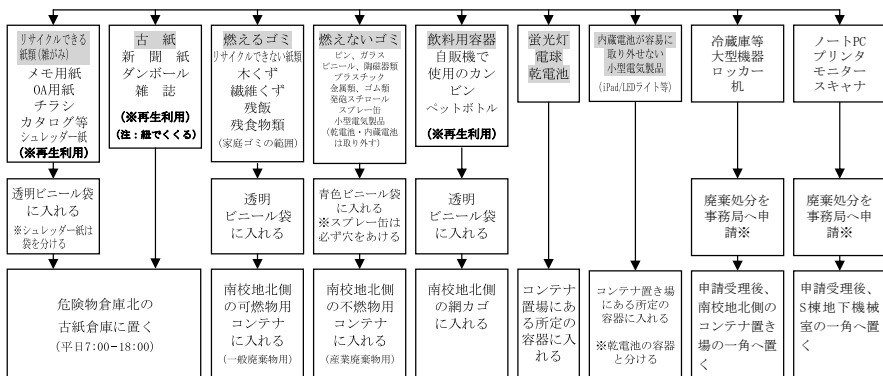 リサイクルできる
紙類(雑がみ)
メモ用紙
OA用紙
チラシ
カタログ等
シュレッダー紙
(※再生利用)
古　紙
新　聞　紙
ダンボール
雑　誌
(※再生利用)
(注：紐でくくる)
燃えるゴミ
リサイクルできない紙類
木くず
繊維くず
残飯
残食物類
(家庭ゴミの範囲)
燃えないゴミ
ビン、ガラス
ビニール、陶磁器類
プラスチック
金属類、ゴム類
発砲スチロール
スプレー缶
小型電気製品
(乾電池・内蔵電池
は取り外す)
飲料用容器
自販機で
使用のカン
ビン
ペットボトル
(※再生利用)
蛍光灯
電球
乾電池
内蔵電池が容易に
取り外せない
小型電気製品
(iPad/LEDライト等)
冷蔵庫等
大型機器
ロッカー
机
ノートPC
プリンタ
モニター
スキャナ
透明ビニール袋
に入れる
※シュレッダー紙は
袋を分ける
透明
ビニール袋
に入れる
青色ビニール袋
に入れる
※スプレー缶は
必ず穴をあける
透明
ビニール袋
に入れる
廃棄処分を
事務局へ申
請※
廃棄処分を
事務局へ申
請※
危険物倉庫北の
古紙倉庫に置く
(平日7:00-18:00)
南校地北側
の可燃物用
コンテナ
に入れる
(一般廃棄物用)
南校地北側
の不燃物用
コンテナ
に入れる
(産業廃棄物用)
南校地北側
の網カゴ
に入れる
コンテナ
置場にあ
る所定の
容器に入
れる
コンテナ置き場
にある所定の
容器に入れる
※乾電池の容器
と分ける
申請受理後、
南校地北側の
コンテナ置き
場の一角へ置
く
申請受理後、
S棟地下機械
室の一角へ置
く